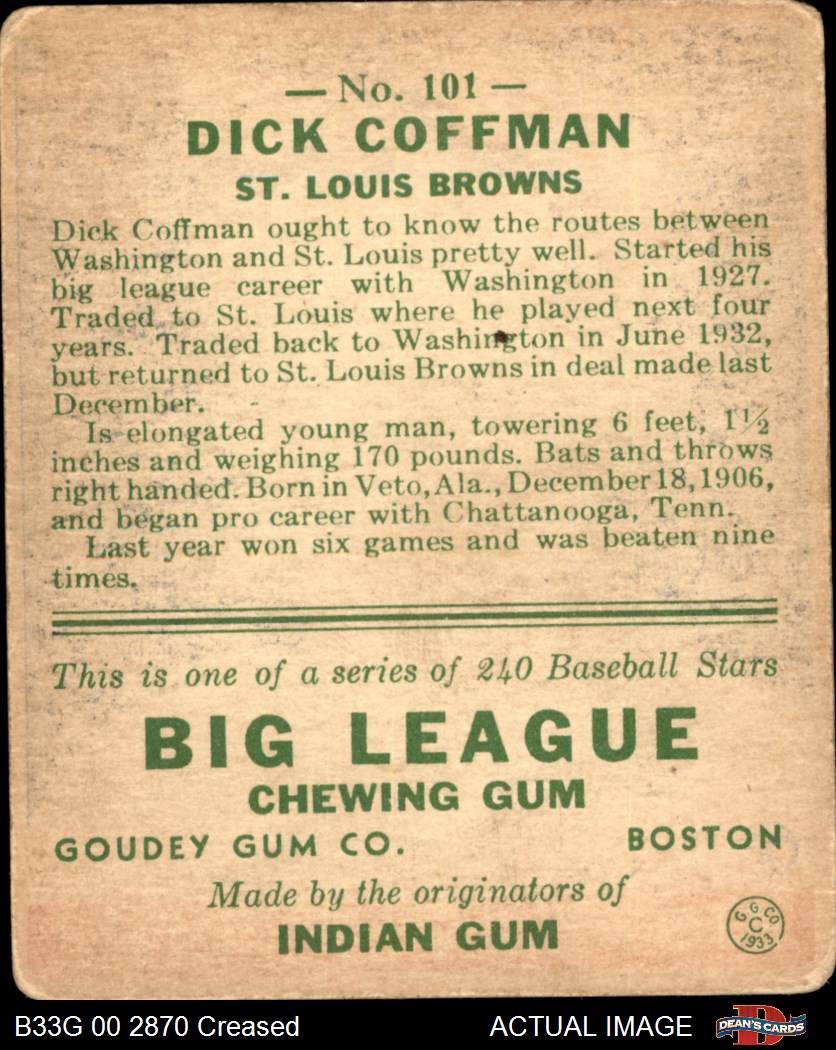 — No. 101 —
DICK COFFMAN
ST. LOUIS BROWNS
Dick Coffman ought to know the routes between
Washington and St. Louis pretty well. Started his
big league career with Washington in 1927.
Traded to St. Louis where he played next four
years. Traded back to Washington in June 1932,
but returned to St. Louis Browns in deal made last
December.
Is elongated young man, towering 6 feet, 1½
inches and weighing 170 pounds. Bats and throws
right handed. Born in Veto, Ala., December 18, 1906,
and began pro career with Chattanooga, Tenn.
Last year won six games and was beaten nine
times.
This is one of a series of 240 Baseball Stars
BIG LEAGUE
CHEWING GUM
GOUDEY GUM CO. BOSTON
Made by the originators of
INDIAN GUM
G G CO
C
1933
B33G 00 2870 Creased ACTUAL IMAGE
D
DEAN'S CARDS